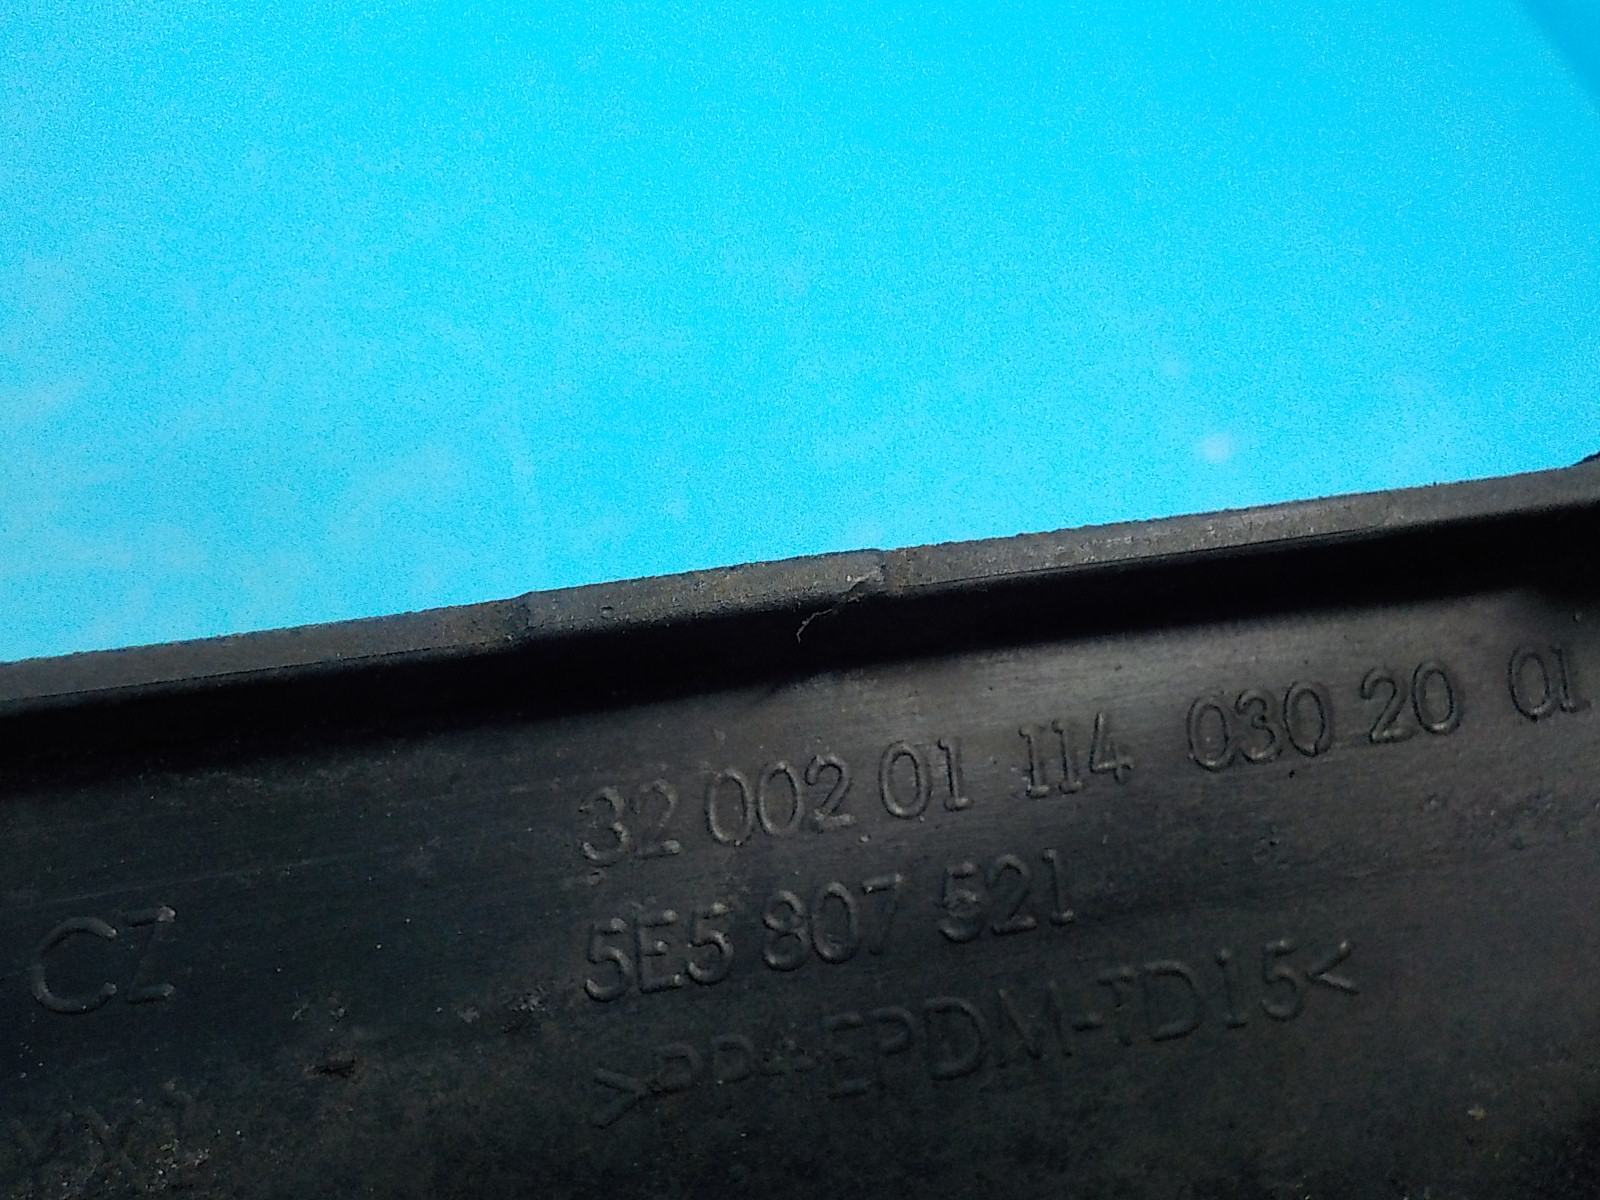 32 002 01 114 030 20 01
5E5 807 521
CZ
>PP+EPDM-TD15<